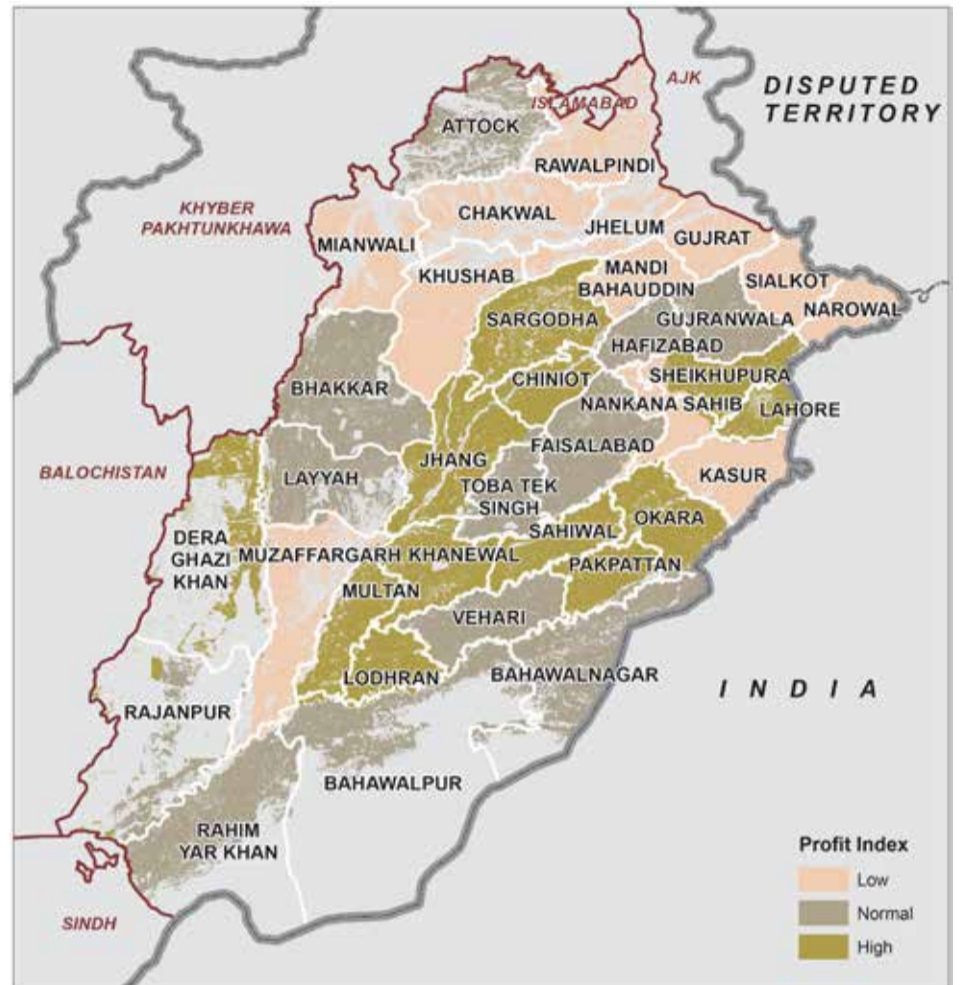 AJK
DISPUTED
TERRITORY
ISLAMABAD
ATTOCK
RAWALPINDI
KHYBER
PAKHTUNKHAWA
CHAKWAL
JHELUM
GUJRAT
MIANWALI
KHUSHAB
MANDI
BAHAUDDIN
SIALKOT
NAROWAL
SARGODHA
GUJRANWALA
HAFIZABAD
BHAKKAR
CHINIOT
SHEIKHUPURA
NANKANA SAHIB
LAHORE
FAISALABAD
BALOCHISTAN
LAYYAH
JHANG
TOBA TEK
SINGH
KASUR
SAHIWAL
OKARA
DERA
GHAZI
KHAN
MUZAFFARGARH
KHANEWAL
PAKPATTAN
MULTAN
VEHARI
LODHRAN
BAHAWALNAGAR
INDIA
RAJANPUR
BAHAWALPUR
RAHIM
YAR KHAN
SINDH
Profit Index
Low
Normal
High